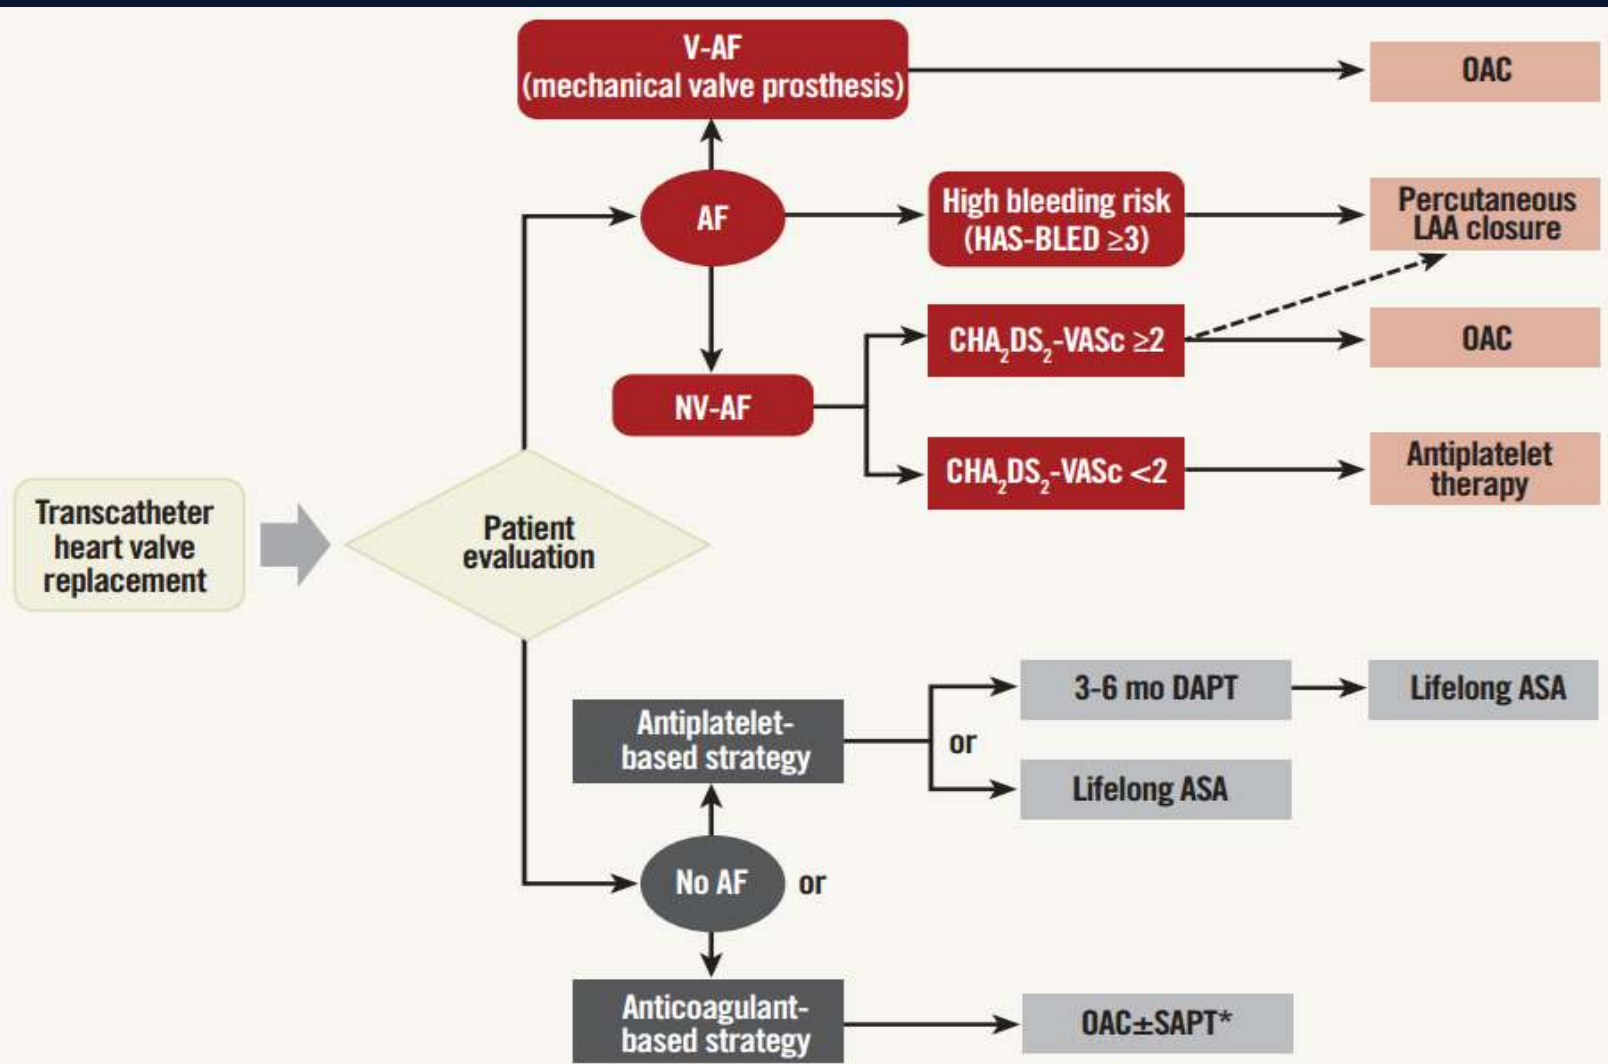 V-AF
(mechanical valve prosthesis)
OAC
AF
High bleeding risk
(HAS-BLED ≥3)
Percutaneous
LAA closure
CHA₂DS₂-VASc ≥2
OAC
NV-AF
CHA₂DS₂-VASc <2
Antiplatelet
therapy
Transcatheter
heart valve
replacement
Patient
evaluation
Antiplatelet-
based strategy
3-6 mo DAPT
Lifelong ASA
or
Lifelong ASA
No AF
or
Anticoagulant-
based strategy
OAC±SAPT*